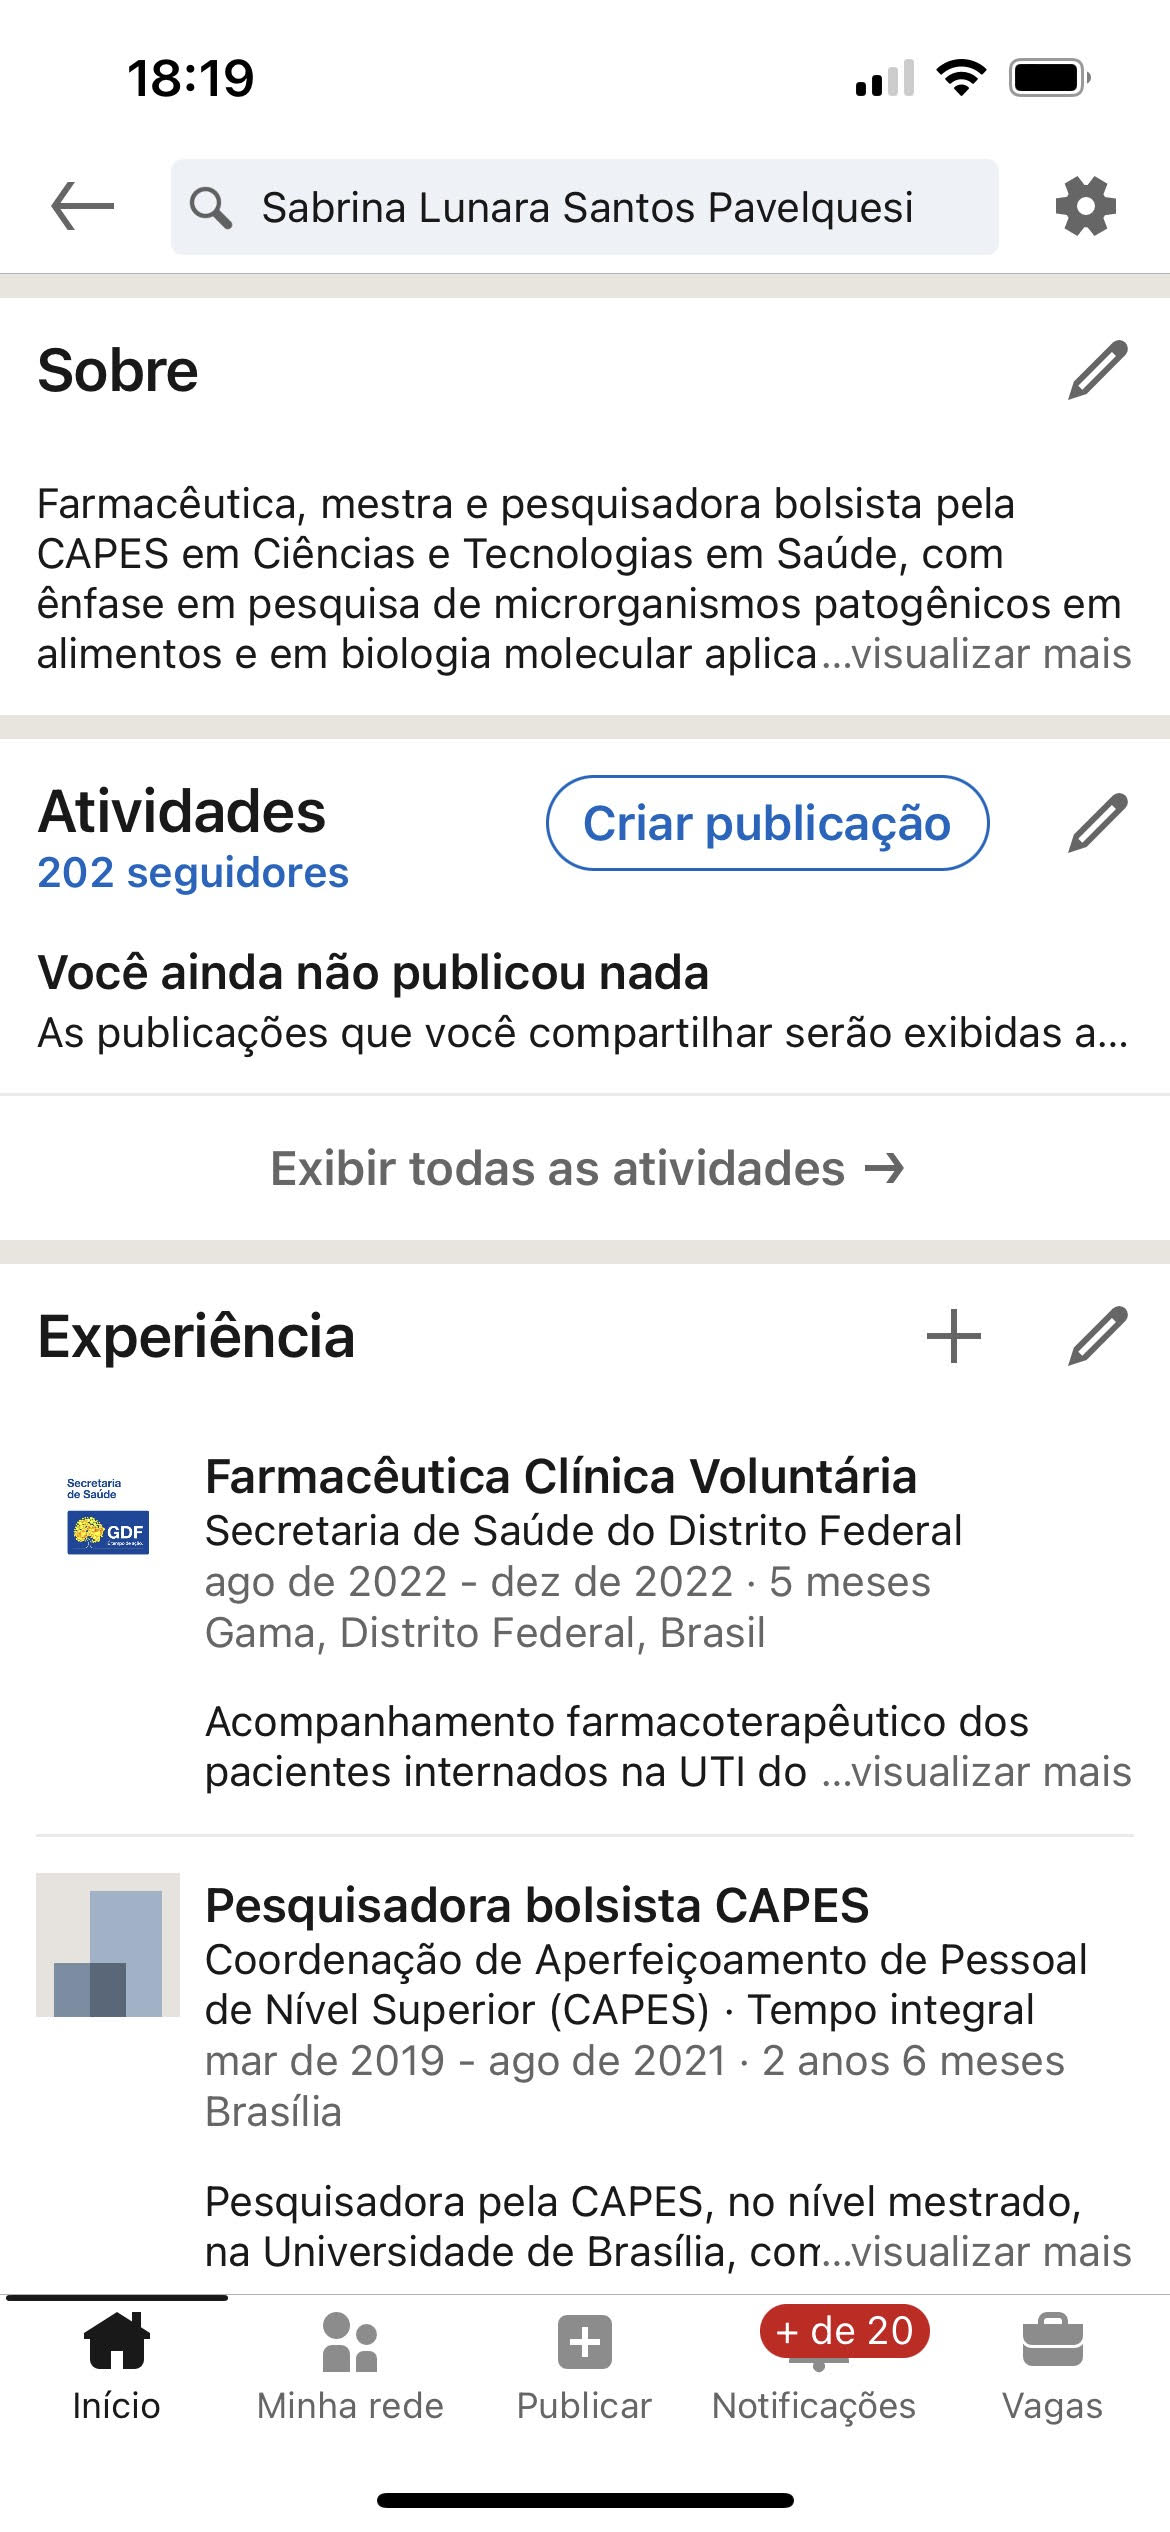 18:19
Sabrina Lunara Santos Pavelquesi
Sobre
Farmacêutica, mestra e pesquisadora bolsista pela
CAPES em Ciências e Tecnologias em Saúde, com
ênfase em pesquisa de microrganismos patogênicos em
alimentos e em biologia molecular aplica...visualizar mais
Atividades
Criar publicação
202 seguidores
Você ainda não publicou nada
As publicações que você compartilhar serão exibidas a...
Exibir todas as atividades →
Experiência
Secretaria
de Saúde
GDF
Farmacêutica Clínica Voluntária
Secretaria de Saúde do Distrito Federal
ago de 2022 - dez de 2022 · 5 meses
Gama, Distrito Federal, Brasil
Acompanhamento farmacoterapêutico dos
pacientes internados na UTI do ...visualizar mais
Pesquisadora bolsista CAPES
Coordenação de Aperfeiçoamento de Pessoal
de Nível Superior (CAPES) · Tempo integral
mar de 2019 - ago de 2021 · 2 anos 6 meses
Brasília
Pesquisadora pela CAPES, no nível mestrado,
na Universidade de Brasília, com...visualizar mais
+ de 20
Início
Minha rede
Publicar
Notificações
Vagas